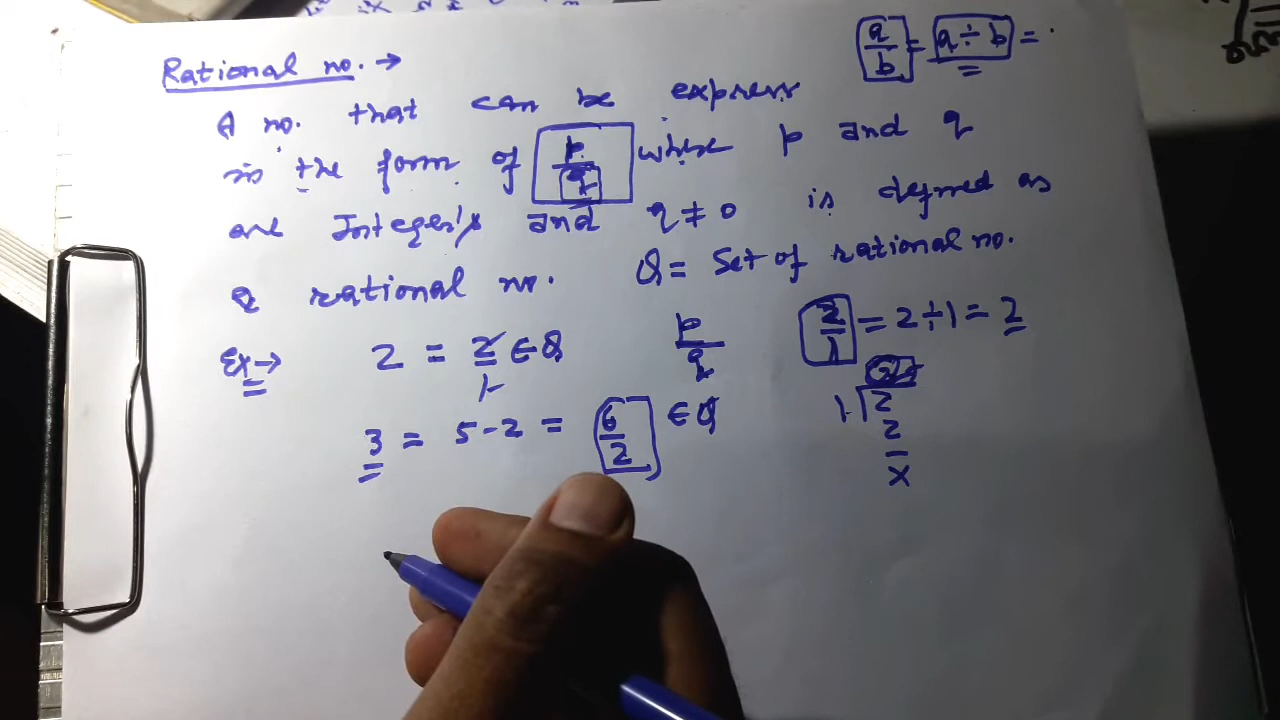 Rational no. →
a/b = a ÷ b =
A no. that can be express
in the form of p/q where p and q
are Integers and q ≠ 0 is defined as
a rational no. Q = Set of rational no.
Ex → 2 = 2/1 ∈ Q p/q 2/1 = 2 ÷ 1 = 2
3 = 5 - 2 = 6/2 ∈ Q
1 2
2
x